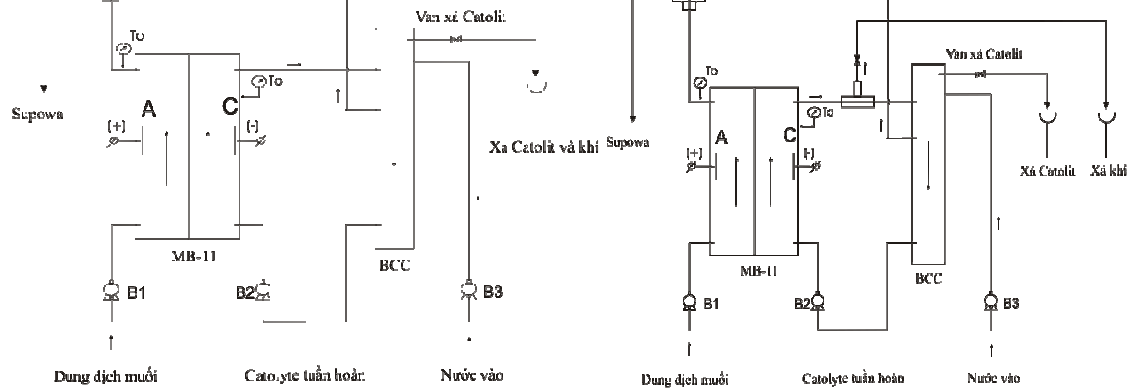 Van xả Catolit
To
To
Supowa
A
C
(+)
(-)
Xả Catolit và khí
MB-11
BCC
B1
B2
B3
Dung dịch muối
Catolyte tuần hoàn
Nước vào
Van xả Catolit
To
To
Supowa
A
C
(+)
(-)
Xả Catolit
Xả khí
MB-11
BCC
B1
B2
B3
Dung dịch muối
Catolyte tuần hoàn
Nước vào